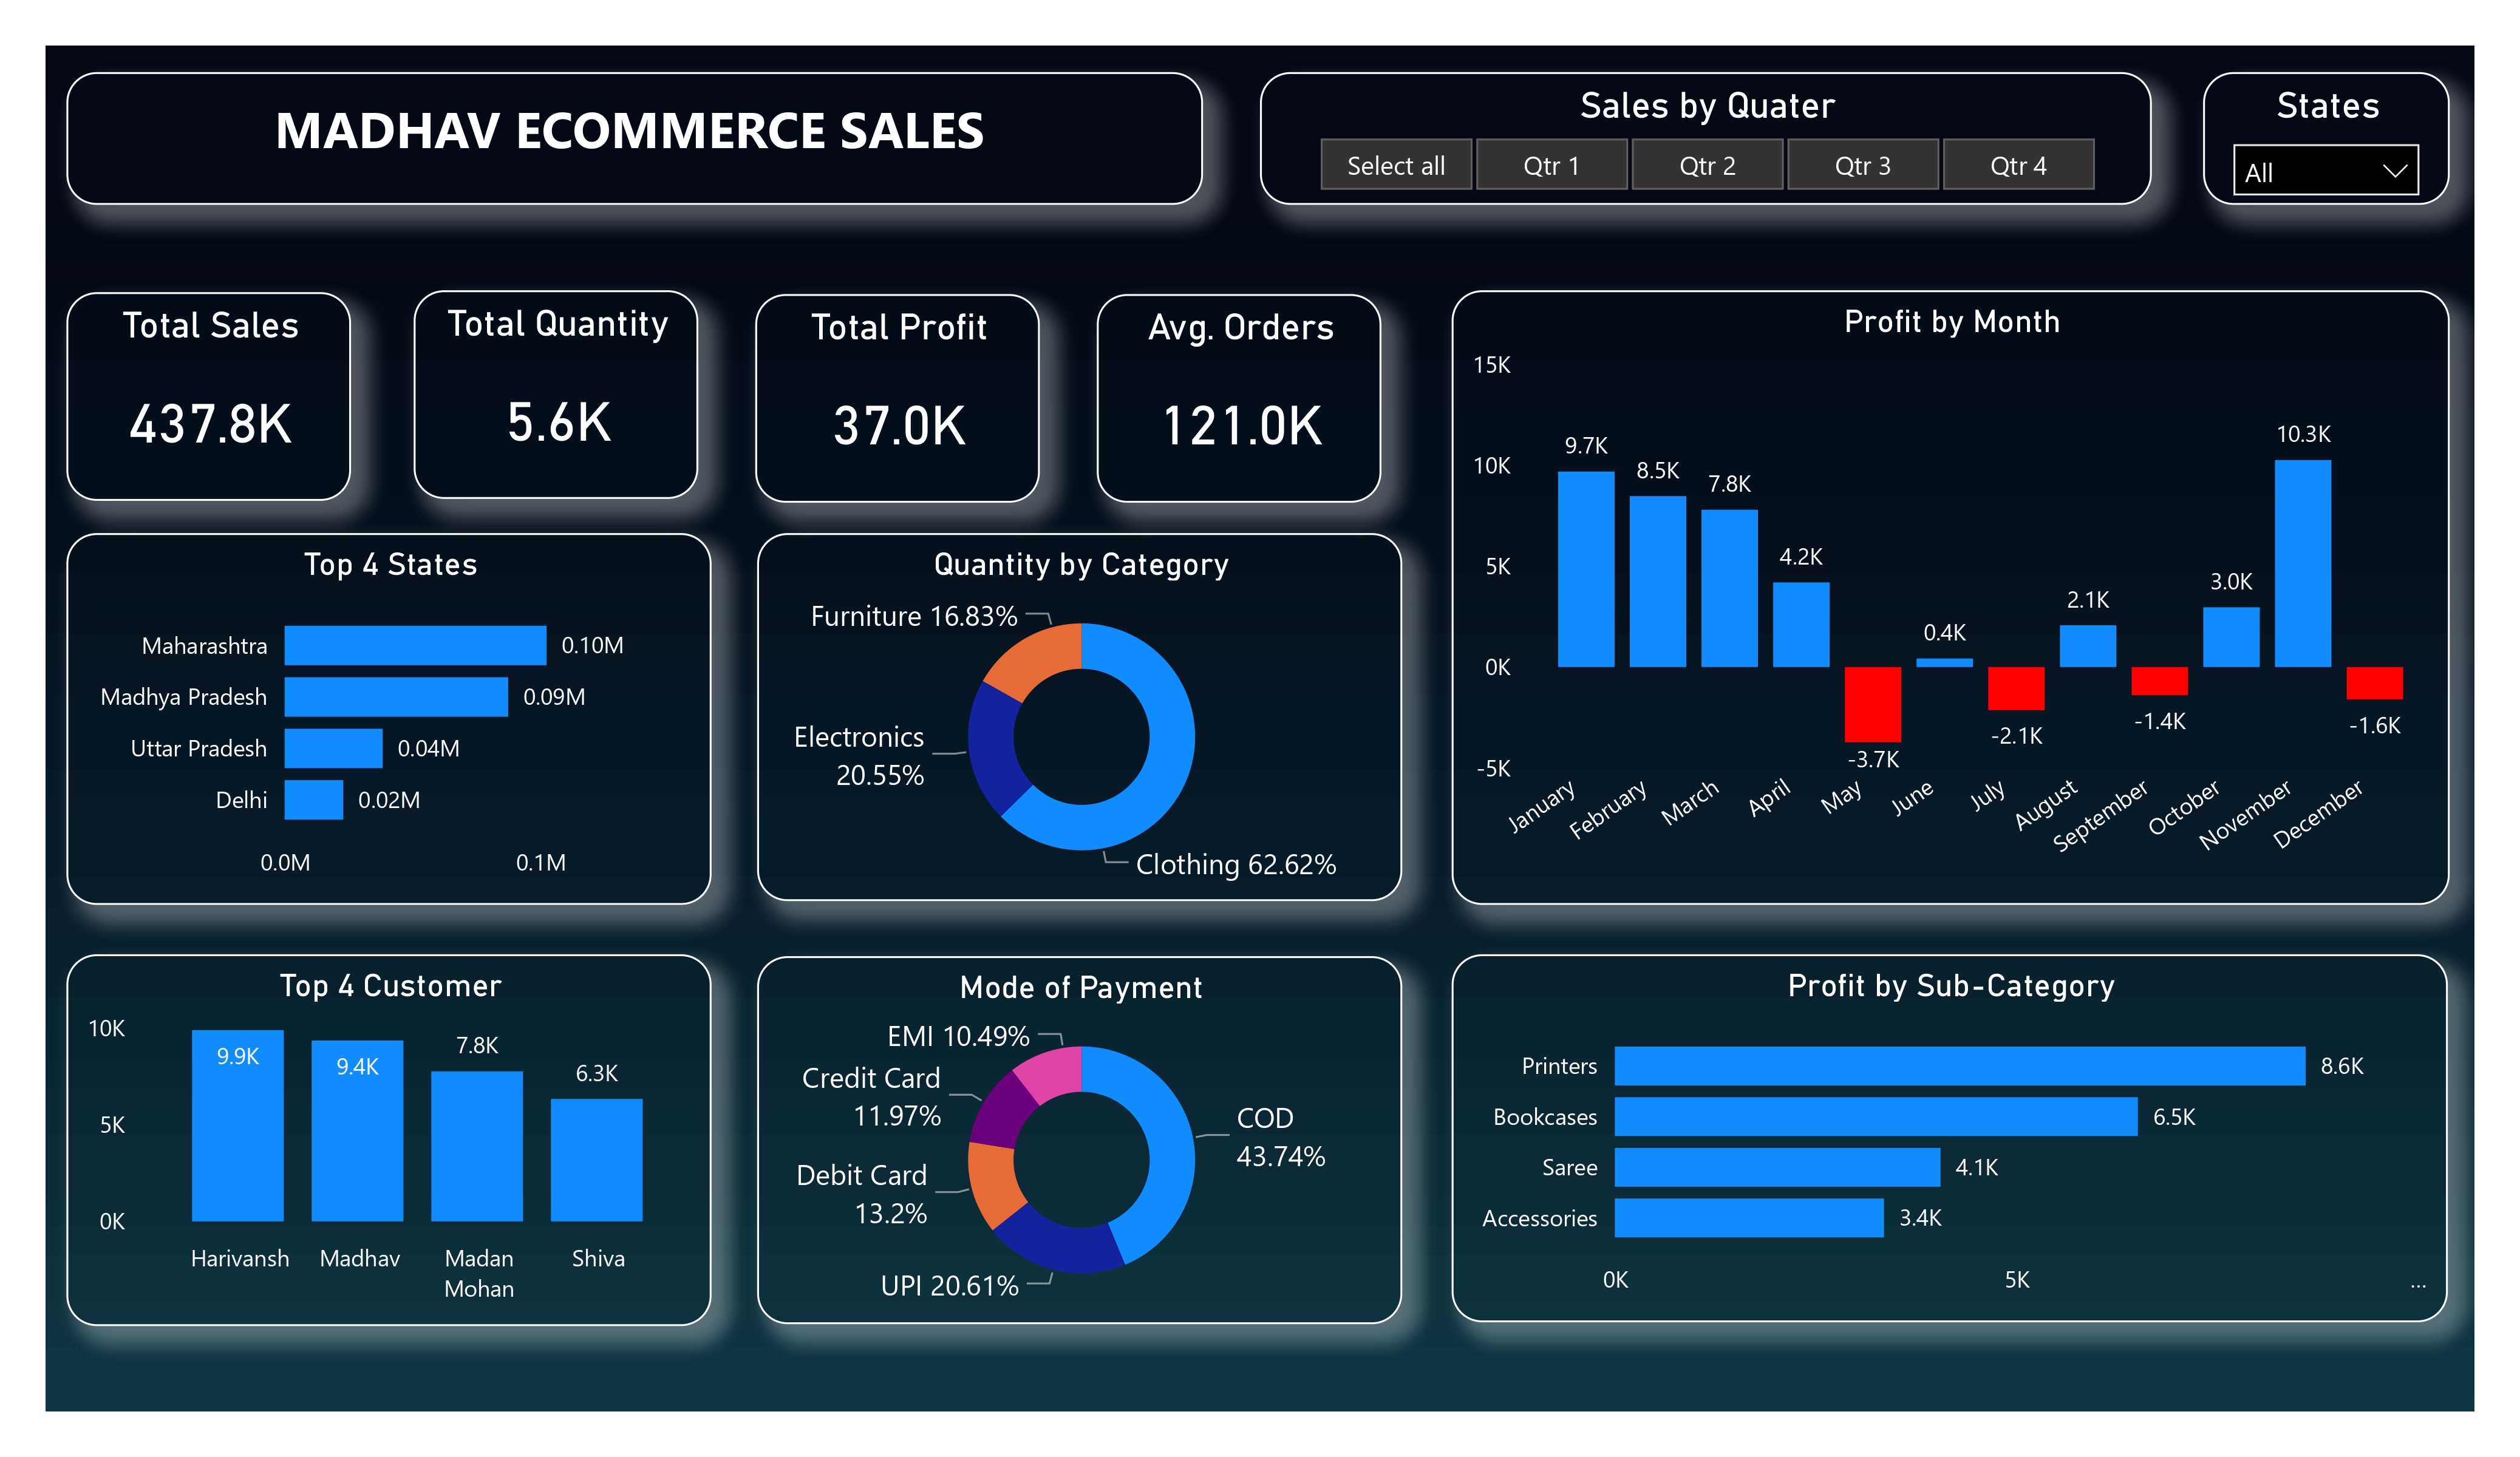 MADHAV ECOMMERCE SALES
Sales by Quater
Select all
Qtr 1
Qtr 2
Qtr 3
Qtr 4
States
All
Total Sales
437.8K
Total Quantity
5.6K
Total Profit
37.0K
Avg. Orders
121.0K
Profit by Month
15K
10K
5K
0K
-5K
9.7K
8.5K
7.8K
4.2K
-3.7K
0.4K
-2.1K
2.1K
-1.4K
3.0K
10.3K
-1.6K
January
February
March
April
May
June
July
August
September
October
November
December
Top 4 States
Maharashtra 0.10M
Madhya Pradesh 0.09M
Uttar Pradesh 0.04M
Delhi 0.02M
0.0M 0.1M
Quantity by Category
Furniture 16.83%
Electronics
20.55%
Clothing 62.62%
Top 4 Customer
10K
5K
0K
9.9K
9.4K
7.8K
6.3K
Harivansh
Madhav
Madan
Mohan
Shiva
Mode of Payment
EMI 10.49%
Credit Card
11.97%
Debit Card
13.2%
UPI 20.61%
COD
43.74%
Profit by Sub-Category
Printers 8.6K
Bookcases 6.5K
Saree 4.1K
Accessories 3.4K
0K 5K ...